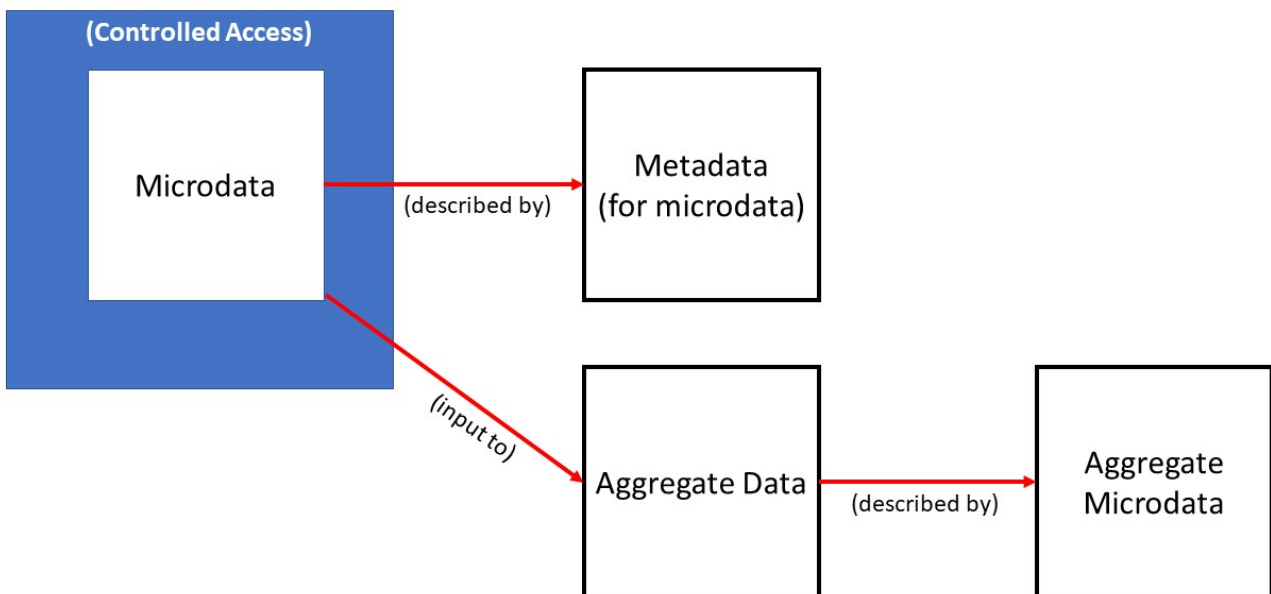 (Controlled Access)
Microdata
(described by)
Metadata
(for microdata)
(input to)
Aggregate Data
(described by)
Aggregate
Microdata